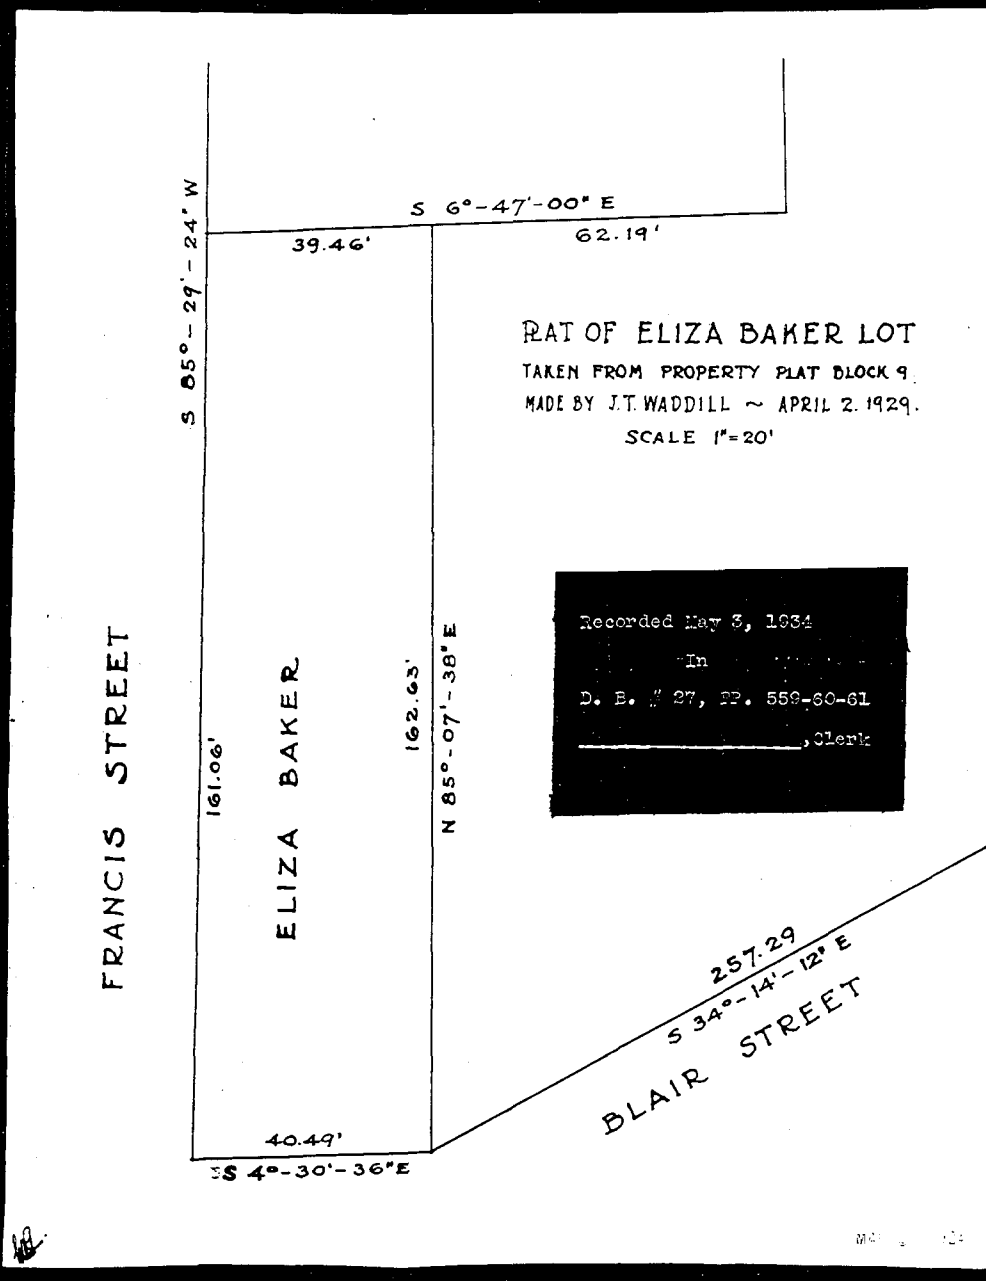 S 6°-47'-00" E
39.46'
62.19'
S 85°-29'-24" W
PLAT OF ELIZA BAKER LOT
TAKEN FROM PROPERTY PLAT BLOCK 9.
MADE BY J.T. WADDILL ~ APRIL 2. 1929.
SCALE 1"=20'
Recorded May 3, 1934
In
D. B. # 27, PP. 559-60-61
,Clerk
FRANCIS STREET
161.06'
ELIZA BAKER
162.63'
N 85°-07'-38" E
257.29
S 34°-14'-12" E
BLAIR STREET
40.49'
S 4°-30'-36" E